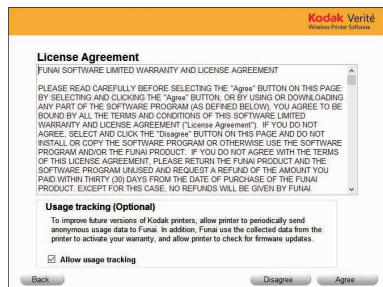 Kodak Verité
Wireless Printer Software
License Agreement
FUNAI SOFTWARE LIMITED WARRANTY AND LICENSE AGREEMENT
PLEASE READ CAREFULLY BEFORE SELECTING THE "Agree" BUTTON ON THIS PAGE:
BY SELECTING AND CLICKING THE "Agree" BUTTON, OR BY USING OR DOWNLOADING
ANY PART OF THE SOFTWARE PROGRAM (AS DEFINED BELOW), YOU AGREE TO BE
BOUND BY ALL THE TERMS AND CONDITIONS OF THIS SOFTWARE LIMITED
WARRANTY AND LICENSE AGREEMENT ("License Agreement"). IF YOU DO NOT
AGREE, SELECT AND CLICK THE "Disagree" BUTTON ON THIS PAGE AND DO NOT
INSTALL OR COPY THE SOFTWARE PROGRAM OR OTHERWISE USE THE SOFTWARE
PROGRAM AND/OR THE FUNAI PRODUCT. IF YOU DO NOT AGREE WITH THE TERMS
OF THIS LICENSE AGREEMENT, PLEASE RETURN THE FUNAI PRODUCT AND THE
SOFTWARE PROGRAM UNUSED AND REQUEST A REFUND OF THE AMOUNT YOU
PAID WITHIN THIRTY (30) DAYS FROM THE DATE OF PURCHASE OF THE FUNAI
PRODUCT. EXCEPT FOR THIS CASE, NO REFUNDS WILL BE GIVEN BY FUNAI.
Usage tracking (Optional)
To improve future versions of Kodak printers, allow printer to periodically send
anonymous usage data to Funai. In addition, Funai use the collected data from the
printer to activate your warranty, and allow printer to check for firmware updates.
Allow usage tracking
Back Disagree Agree